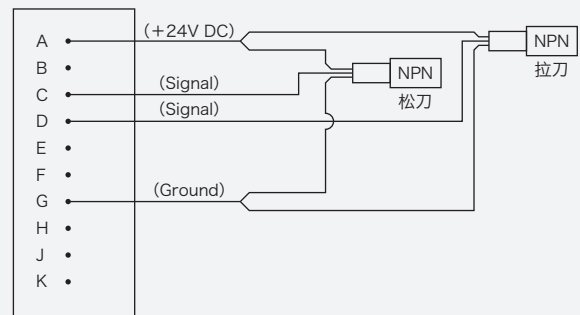 A (+24V DC)
B
C (Signal)
D (Signal)
E
F
G (Ground)
H
J
K
NPN
松刀
NPN
拉刀